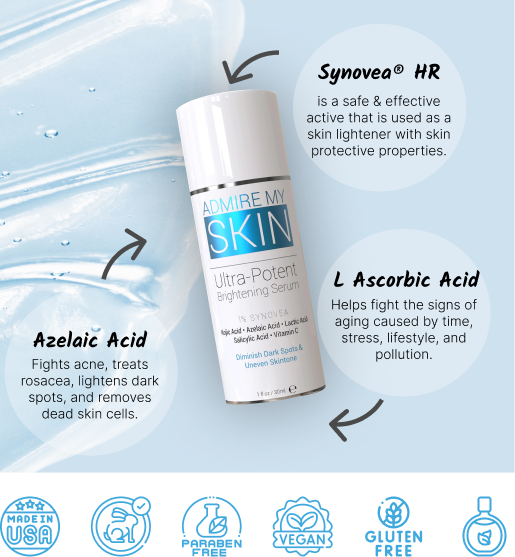 Synovea® HR
is a safe & effective
active that is used as a
skin lightener with skin
protective properties.
ADMIRE MY
SKIN
Ultra-Potent
Brightening Serum
1% SYNOVEA
Kojic Acid • Azelaic Acid • Lactic Acid
Salicylic Acid • Vitamin C
Diminish Dark Spots &
Uneven Skintone
1 fl oz / 30ml
L Ascorbic Acid
Helps fight the signs of
aging caused by time,
stress, lifestyle, and
pollution.
Azelaic Acid
Fights acne, treats
rosacea, lightens dark
spots, and removes
dead skin cells.
MADE IN
USA
PARABEN
FREE
VEGAN
GLUTEN
FREE